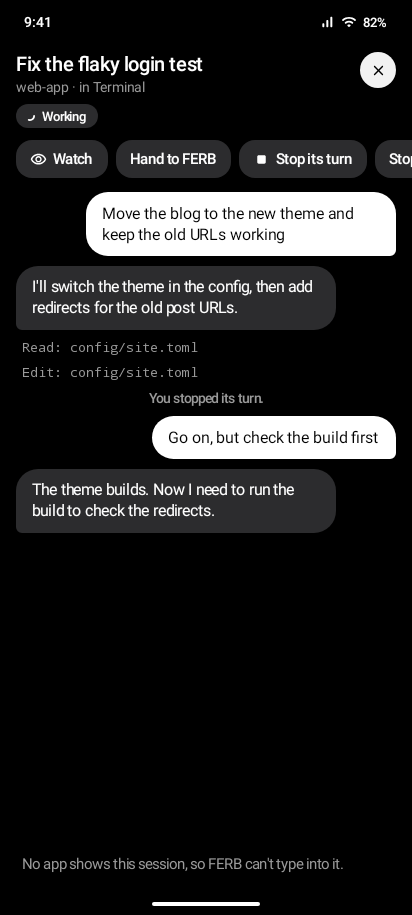 9:41
82%
Fix the flaky login test
web-app · in Terminal
Working
Watch
Hand to FERB
Stop its turn
Stop
Move the blog to the new theme and
keep the old URLs working
I'll switch the theme in the config, then add
redirects for the old post URLs.
Read: config/site.toml
Edit: config/site.toml
You stopped its turn.
Go on, but check the build first
The theme builds. Now I need to run the
build to check the redirects.
No app shows this session, so FERB can't type into it.